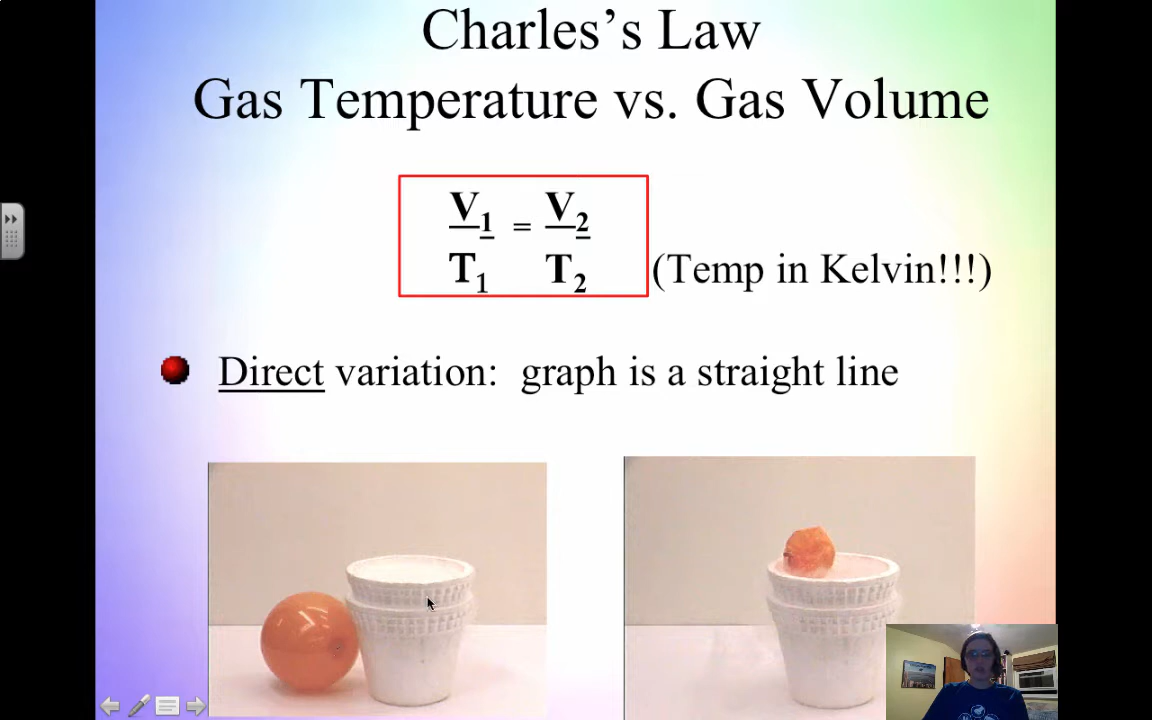 Charles’s Law
Gas Temperature vs. Gas Volume
V1 = V2
T1 T2 (Temp in Kelvin!!!)
Direct variation: graph is a straight line